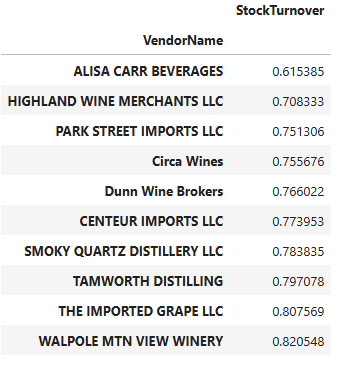 StockTurnover
VendorName
ALISA CARR BEVERAGES 0.615385
HIGHLAND WINE MERCHANTS LLC 0.708333
PARK STREET IMPORTS LLC 0.751306
Circa Wines 0.755676
Dunn Wine Brokers 0.766022
CENTEUR IMPORTS LLC 0.773953
SMOKY QUARTZ DISTILLERY LLC 0.783835
TAMWORTH DISTILLING 0.797078
THE IMPORTED GRAPE LLC 0.807569
WALPOLE MTN VIEW WINERY 0.820548